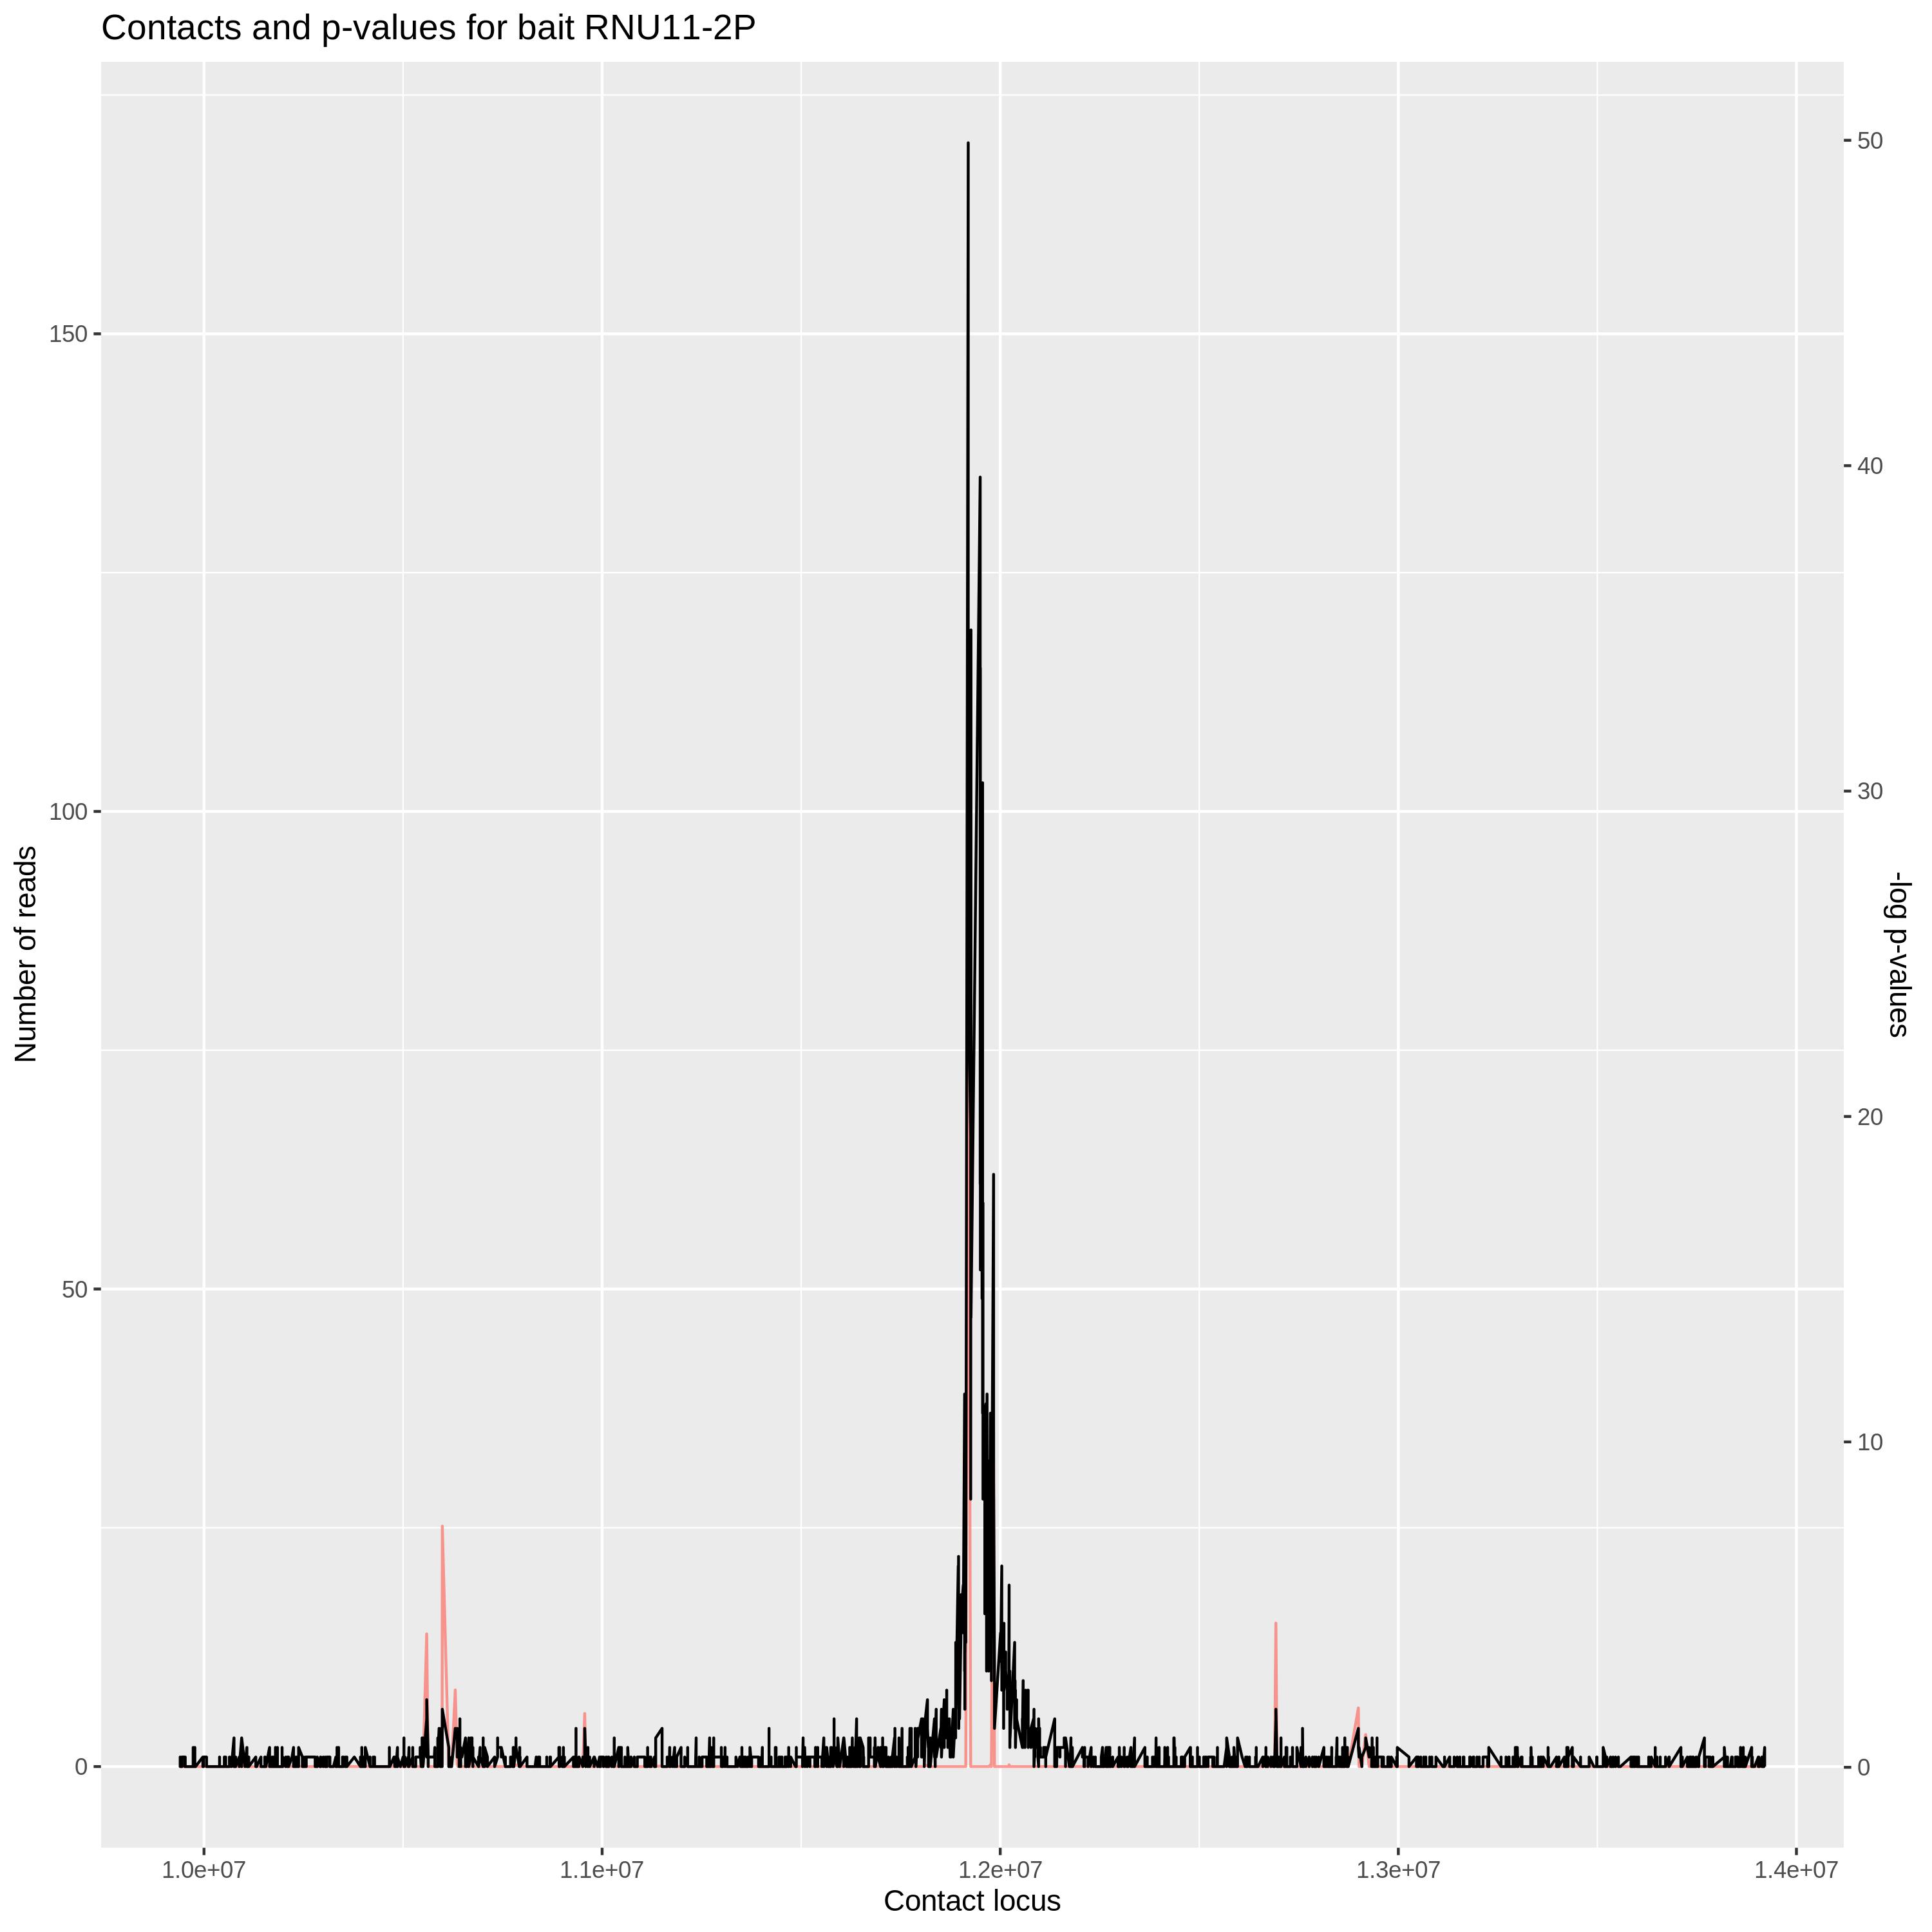 Contacts and p-values for bait RNU11-2P
Number of reads
150
100
50
0
50
40
30
20
10
0
-log p-values
1.0e+07
1.1e+07
1.2e+07
1.3e+07
1.4e+07
Contact locus